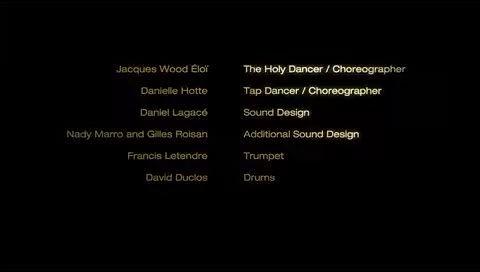 Jacques Wood Éloï The Holy Dancer / Choreographer
Danielle Hotte Tap Dancer / Choreographer
Daniel Lagacé Sound Design
Nady Marro and Gilles Roisan Additional Sound Design
Francis Letendre Trumpet
David Duclos Drums